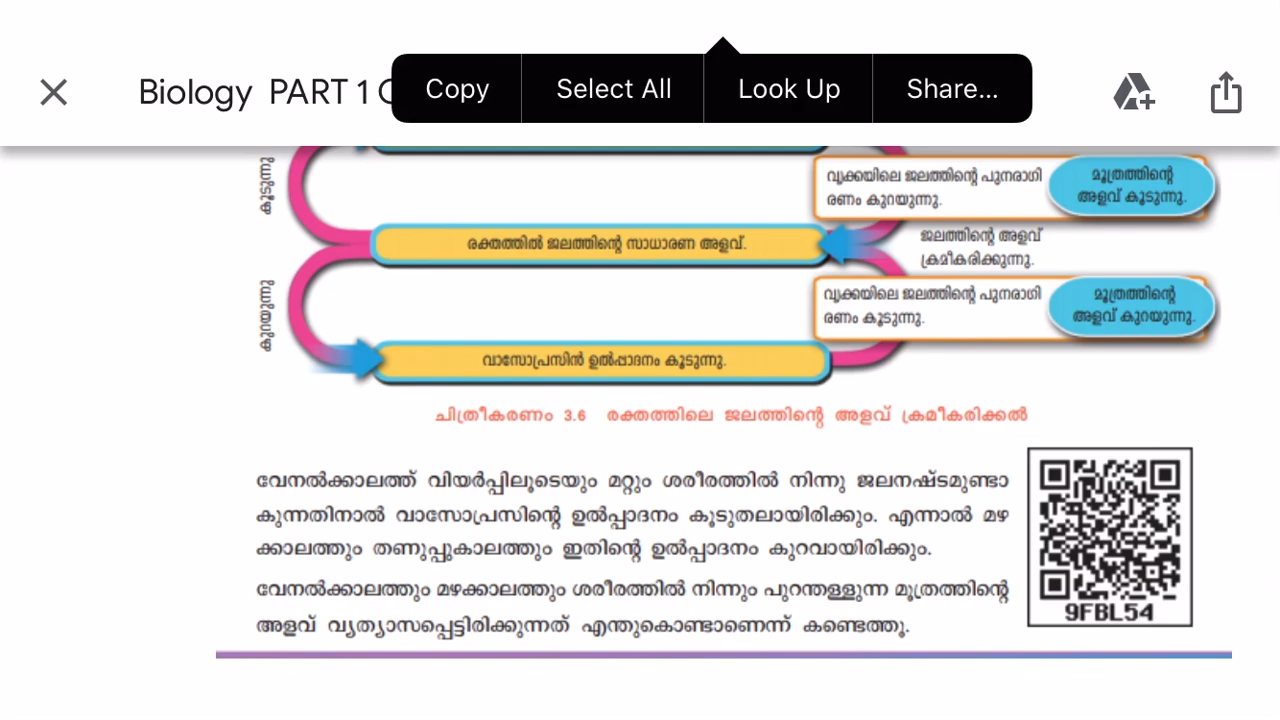 Biology PART 1
Copy
Select All
Look Up
Share...
കൂടുന്നു
വൃക്കയിലെ ജലത്തിന്റെ പുനരാഗി
രണം കുറയുന്നു.
മൂത്രത്തിന്റെ
അളവ് കൂടുന്നു.
രക്തത്തിൽ ജലത്തിന്റെ സാധാരണ അളവ്.
ജലത്തിന്റെ അളവ്
ക്രമീകരിക്കുന്നു.
കുറയുന്നു
വൃക്കയിലെ ജലത്തിന്റെ പുനരാഗി
രണം കൂടുന്നു.
മൂത്രത്തിന്റെ
അളവ് കുറയുന്നു.
വാസോപ്രസിൻ ഉൽപ്പാദനം കൂടുന്നു.
ചിത്രീകരണം 3.6 രക്തത്തിലെ ജലത്തിന്റെ അളവ് ക്രമീകരിക്കൽ
വേനൽക്കാലത്ത് വിയർപ്പിലൂടെയും മറ്റും ശരീരത്തിൽ നിന്നു ജലനഷ്ടമുണ്ടാ
കുന്നതിനാൽ വാസോപ്രസിന്റെ ഉൽപ്പാദനം കൂടുതലായിരിക്കും. എന്നാൽ മഴ
ക്കാലത്തും തണുപ്പുകാലത്തും ഇതിന്റെ ഉൽപ്പാദനം കുറവായിരിക്കും.
വേനൽക്കാലത്തും മഴക്കാലത്തും ശരീരത്തിൽ നിന്നും പുറന്തള്ളുന്ന മൂത്രത്തിന്റെ
അളവ് വ്യത്യാസപ്പെട്ടിരിക്കുന്നത് എന്തുകൊണ്ടാണെന്ന് കണ്ടെത്തൂ.
9FBL54